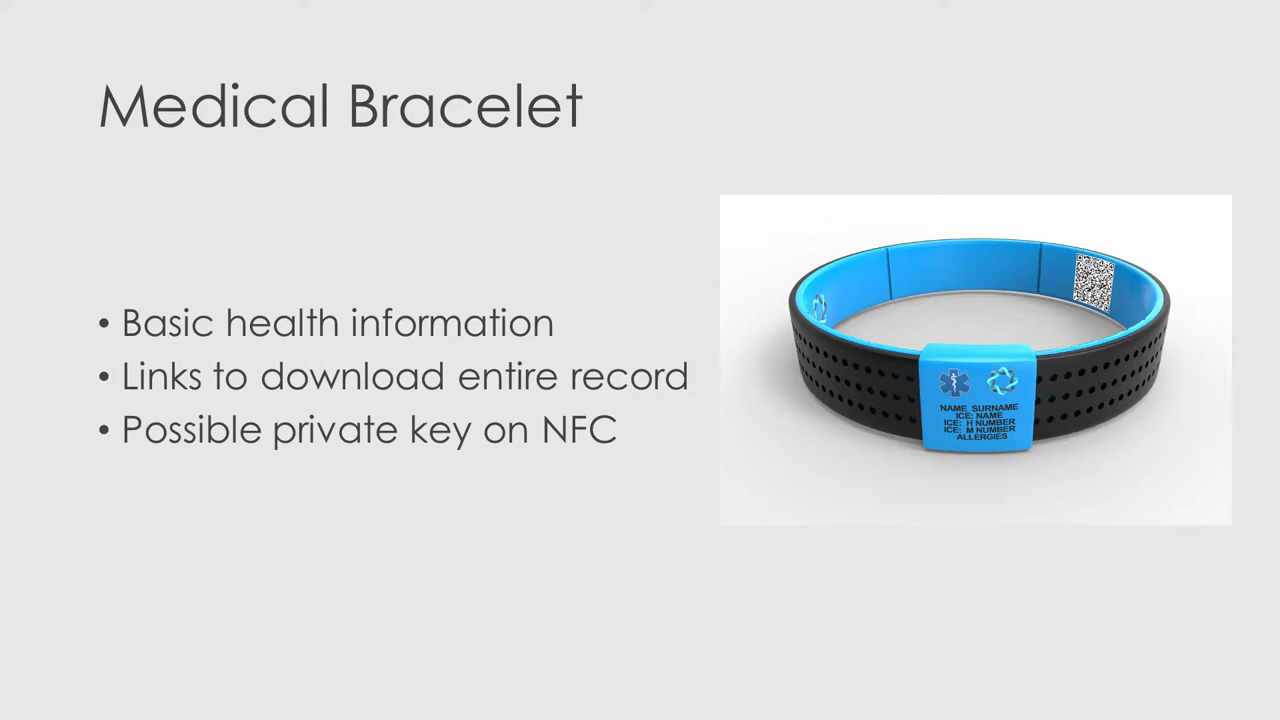 Medical Bracelet
• Basic health information
• Links to download entire record
• Possible private key on NFC
NAME SURNAME
ICE: NAME
ICE: H NUMBER
ICE: M NUMBER
ALLERGIES